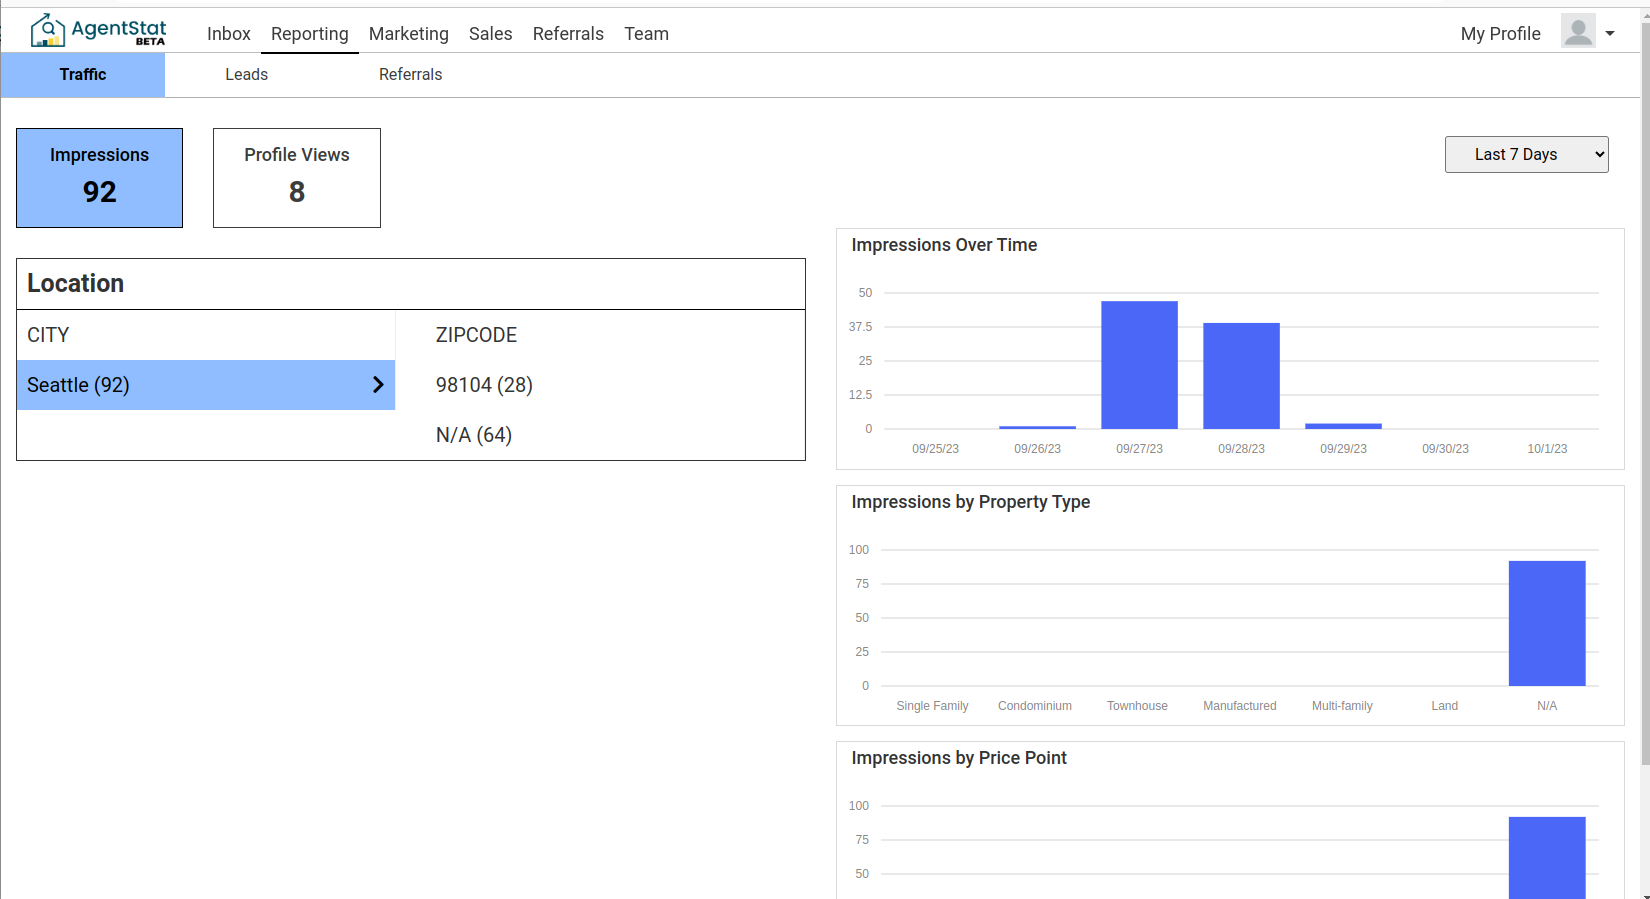 AgentStat
BETA
Inbox Reporting Marketing Sales Referrals Team My Profile
Traffic Leads Referrals
Impressions
92
Profile Views
8
Last 7 Days
Location
CITY ZIPCODE
Seattle (92) 98104 (28)
N/A (64)
Impressions Over Time
50
37.5
25
12.5
0
09/25/23 09/26/23 09/27/23 09/28/23 09/29/23 09/30/23 10/1/23
Impressions by Property Type
100
75
50
25
0
Single Family Condominium Townhouse Manufactured Multi-family Land N/A
Impressions by Price Point
100
75
50